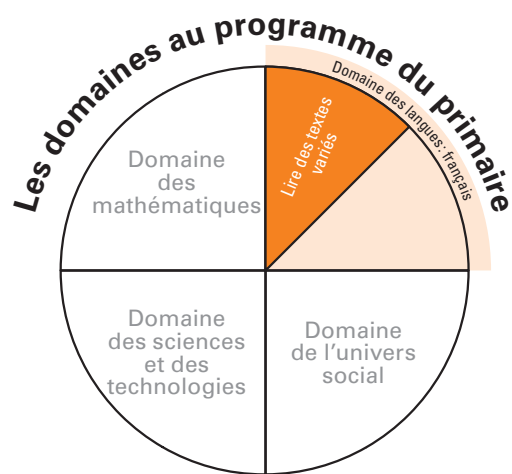 Les domaines au programme du primaire
Domaine des langues : français
Lire des textes
variés
Domaine
des
mathématiques
Domaine
des sciences
et des
technologies
Domaine
de l'univers
social